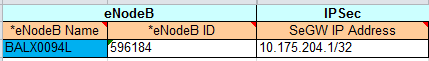 eNodeB IPSec
*eNodeB Name *eNodeB ID SeGW IP Address
BALX0094L 596184 10.175.204.1/32